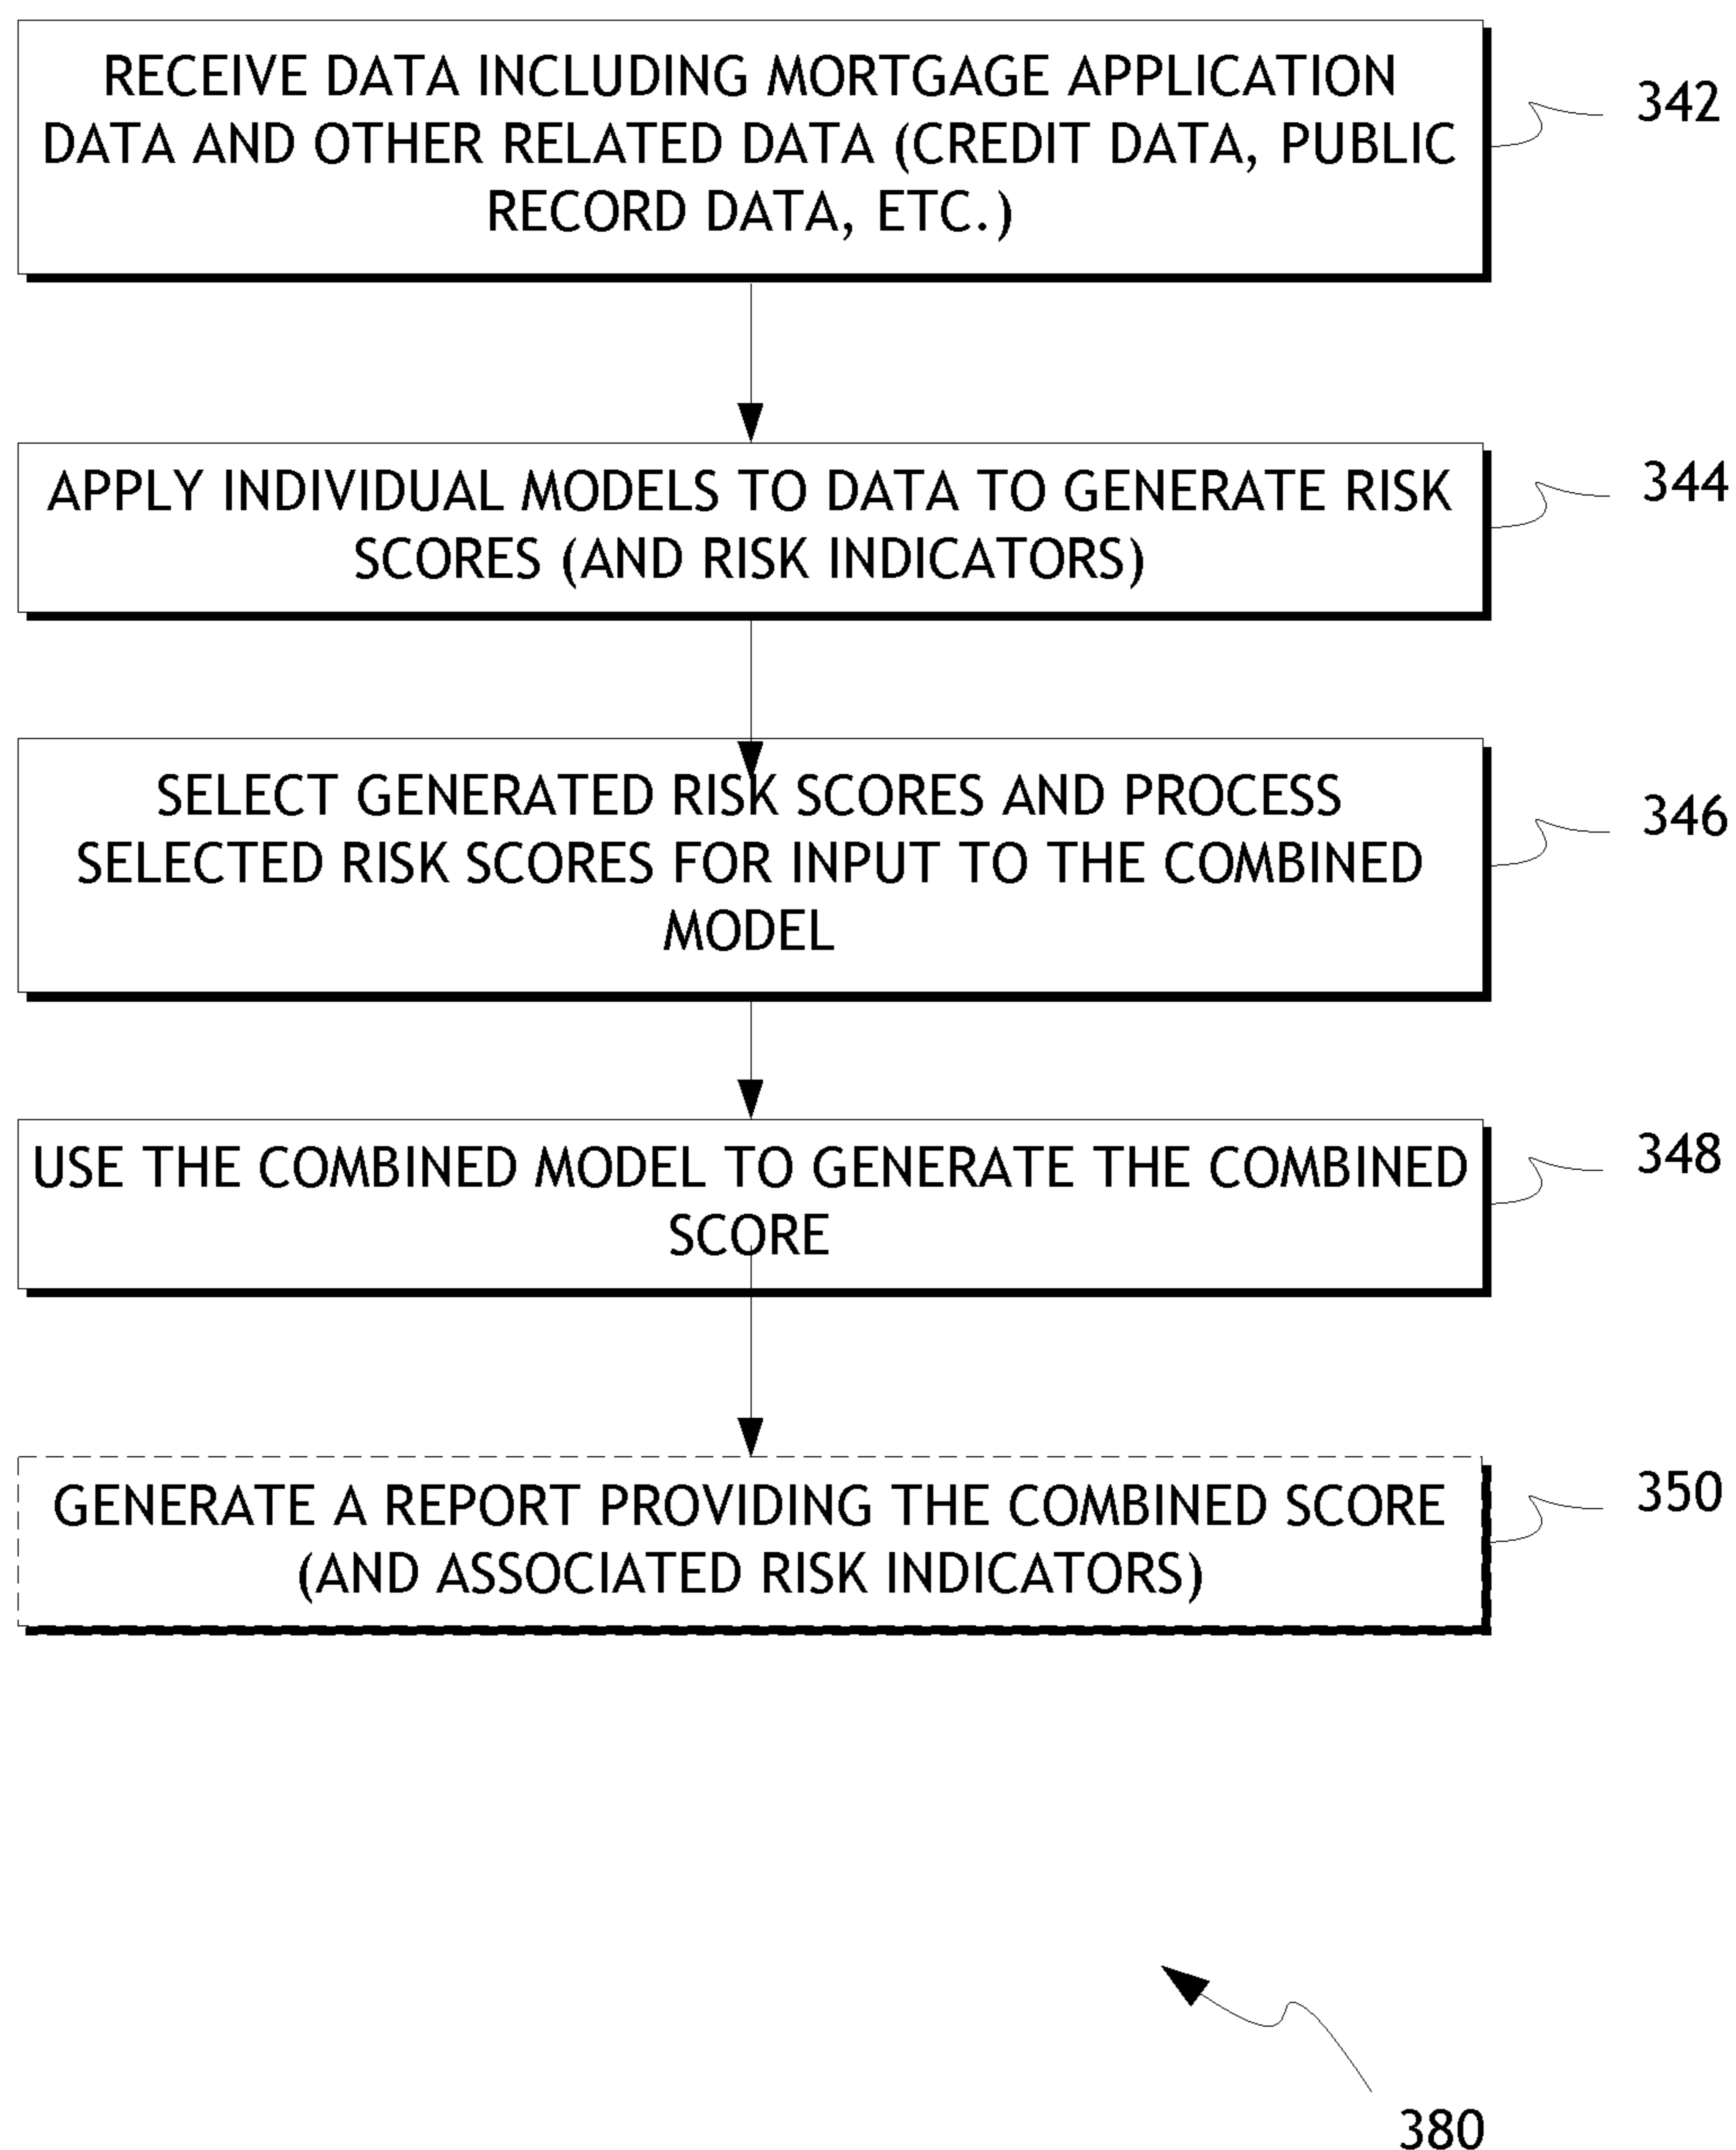 RECEIVE DATA INCLUDING MORTGAGE APPLICATION
DATA AND OTHER RELATED DATA (CREDIT DATA, PUBLIC
RECORD DATA, ETC.)
342
APPLY INDIVIDUAL MODELS TO DATA TO GENERATE RISK
SCORES (AND RISK INDICATORS)
344
SELECT GENERATED RISK SCORES AND PROCESS
SELECTED RISK SCORES FOR INPUT TO THE COMBINED
MODEL
346
USE THE COMBINED MODEL TO GENERATE THE COMBINED
SCORE
348
GENERATE A REPORT PROVIDING THE COMBINED SCORE
(AND ASSOCIATED RISK INDICATORS)
350
380